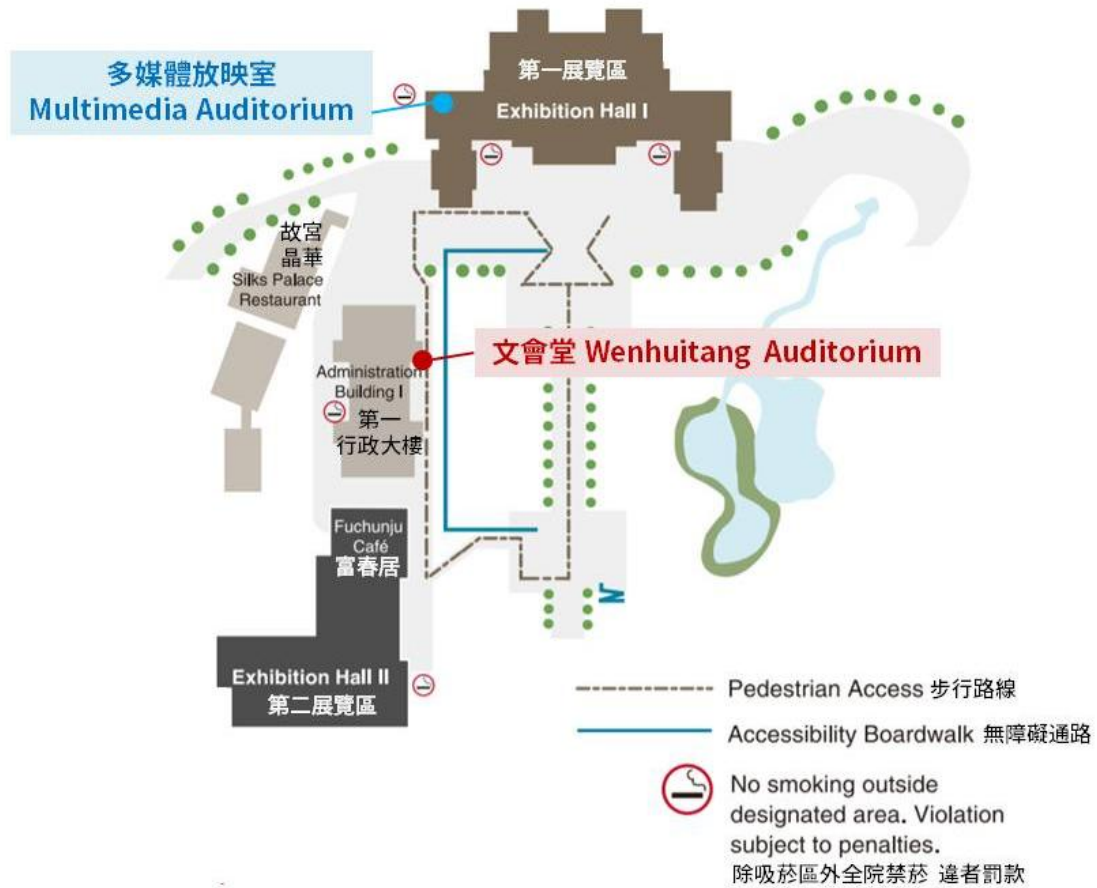 多媒體放映室
Multimedia Auditorium
第一展覽區
Exhibition Hall I
故宮
晶華
Silks Palace
Restaurant
文會堂 Wenhuitang Auditorium
Administration
Building I
第一
行政大樓
Fuchunju
Café
富春居
Exhibition Hall II
第二展覽區
Pedestrian Access 步行路線
Accessibility Boardwalk 無障礙通路
No smoking outside
designated area. Violation
subject to penalties.
除吸菸區外全院禁菸 違者罰款